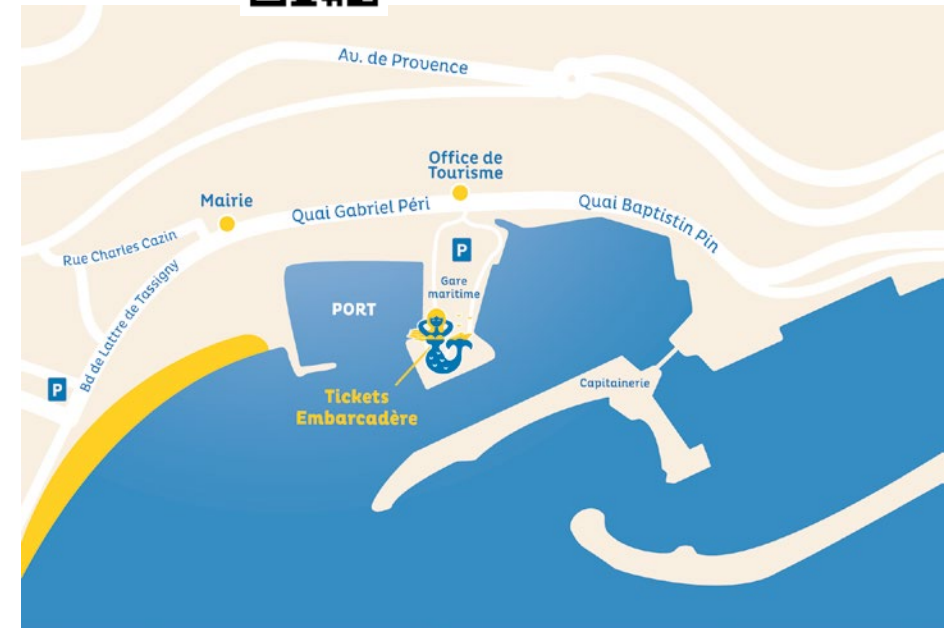 Av. de Provence
Office de
Tourisme
Mairie
Quai Gabriel Péri
Quai Baptistin Pin
Rue Charles Cazin
P
Gare
maritime
Bd de Lattre de Tassigny
PORT
P
Capitainerie
Tickets
Embarcadère